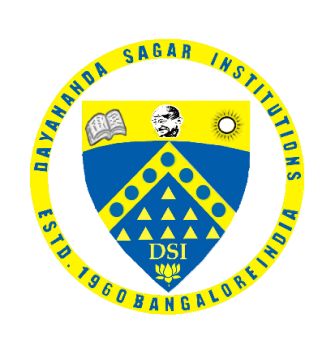 DAYANANDA SAGAR INSTITUTIONS
ESTD. 1960 BANGALORE INDIA
DSI